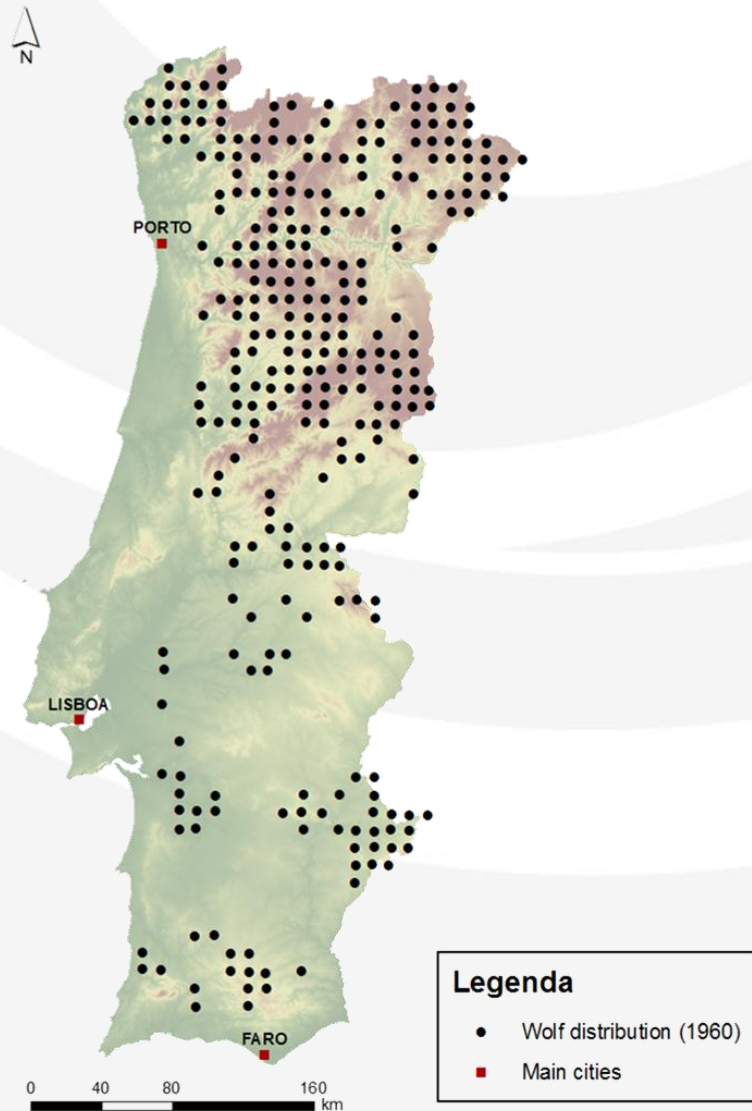 N
PORTO
LISBOA
FARO
Legenda
Wolf distribution (1960)
Main cities
0 40 80 160
km